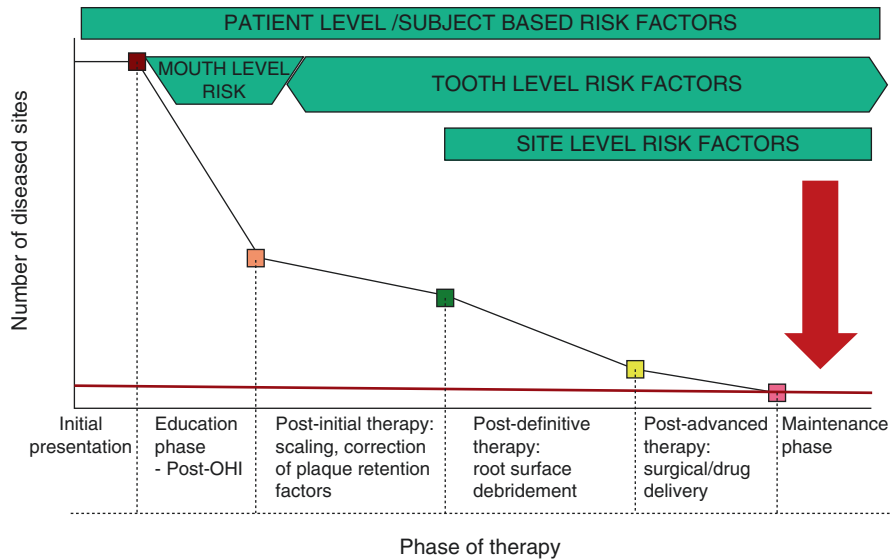 PATIENT LEVEL /SUBJECT BASED RISK FACTORS
MOUTH LEVEL
RISK
TOOTH LEVEL RISK FACTORS
SITE LEVEL RISK FACTORS
Number of diseased sites
Initial
presentation
Education
phase
- Post-OHI
Post-initial therapy:
scaling, correction
of plaque retention
factors
Post-definitive
therapy:
root surface
debridement
Post-advanced
therapy:
surgical/drug
delivery
Maintenance
phase
Phase of therapy